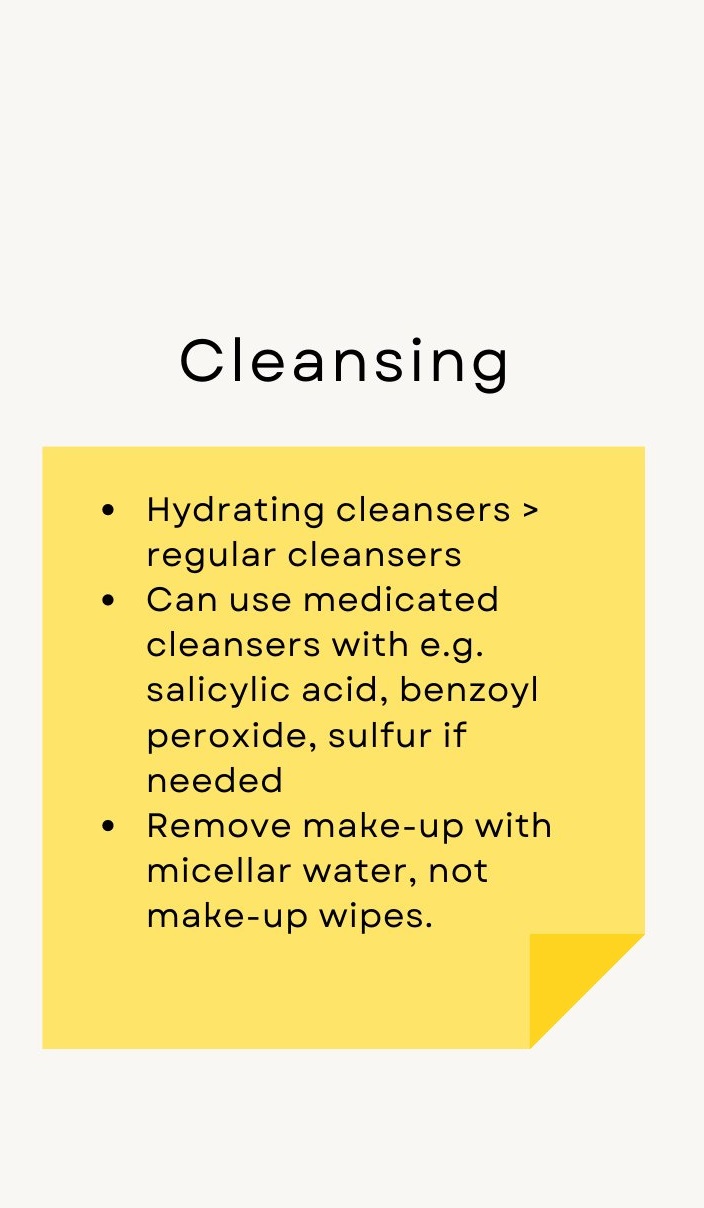 Cleansing
• Hydrating cleansers >
regular cleansers
• Can use medicated
cleansers with e.g.
salicylic acid, benzoyl
peroxide, sulfur if
needed
• Remove make-up with
micellar water, not
make-up wipes.